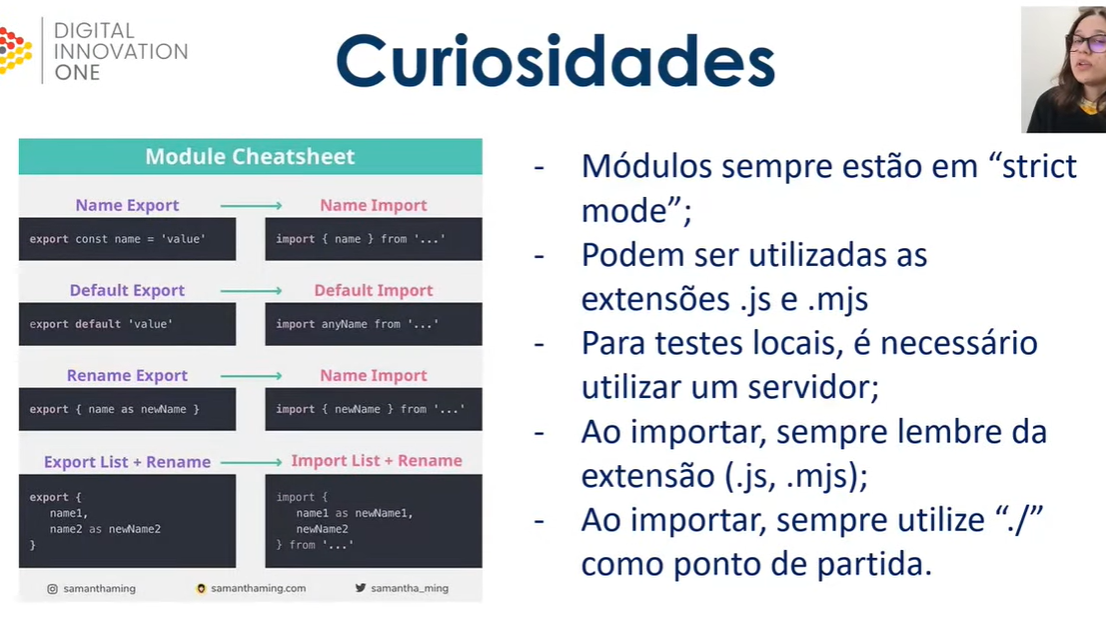 DIGITAL
INNOVATION
ONE
Curiosidades
Module Cheatsheet
Name Export
Name Import
export const name = 'value'
import { name } from '...'
Default Export
Default Import
export default 'value'
import anyName from '...'
Rename Export
Name Import
export { name as newName }
import { newName } from '...'
Export List + Rename
Import List + Rename
export {
name1,
name2 as newName2
}
import {
name1 as newName1,
newName2
} from '...'
samanthaming
samanthaming.com
samantha_ming
- Módulos sempre estão em “strict
mode”;
- Podem ser utilizadas as
extensões .js e .mjs
- Para testes locais, é necessário
utilizar um servidor;
- Ao importar, sempre lembre da
extensão (.js, .mjs);
- Ao importar, sempre utilize “./”
como ponto de partida.